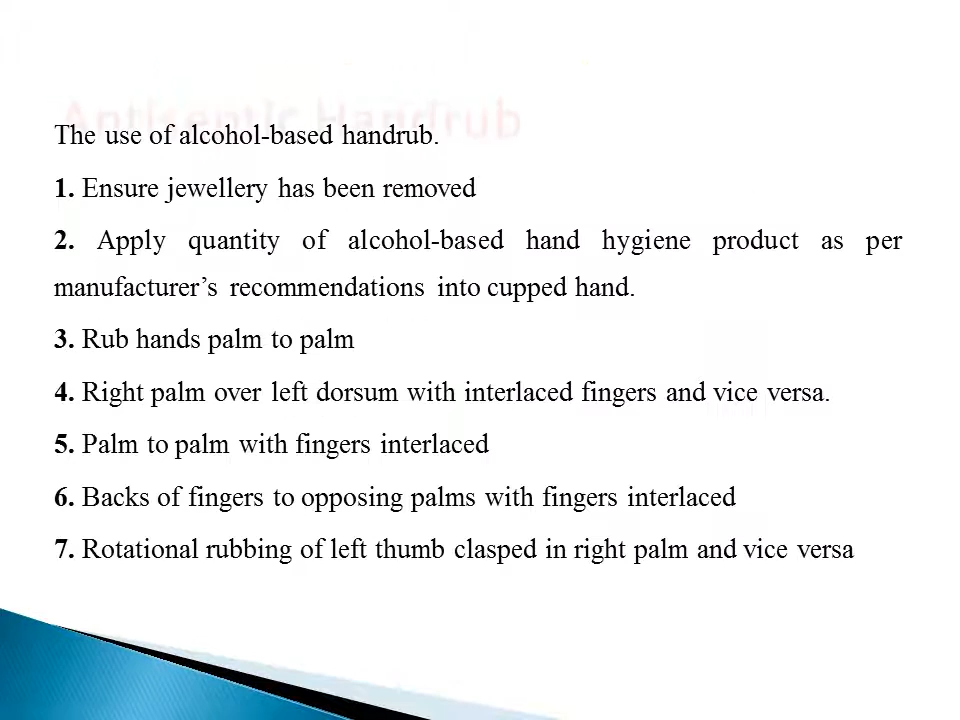 Antiseptic Handrub
The use of alcohol-based handrub.
1. Ensure jewellery has been removed
2. Apply quantity of alcohol-based hand hygiene product as per
manufacturer’s recommendations into cupped hand.
3. Rub hands palm to palm
4. Right palm over left dorsum with interlaced fingers and vice versa.
5. Palm to palm with fingers interlaced
6. Backs of fingers to opposing palms with fingers interlaced
7. Rotational rubbing of left thumb clasped in right palm and vice versa